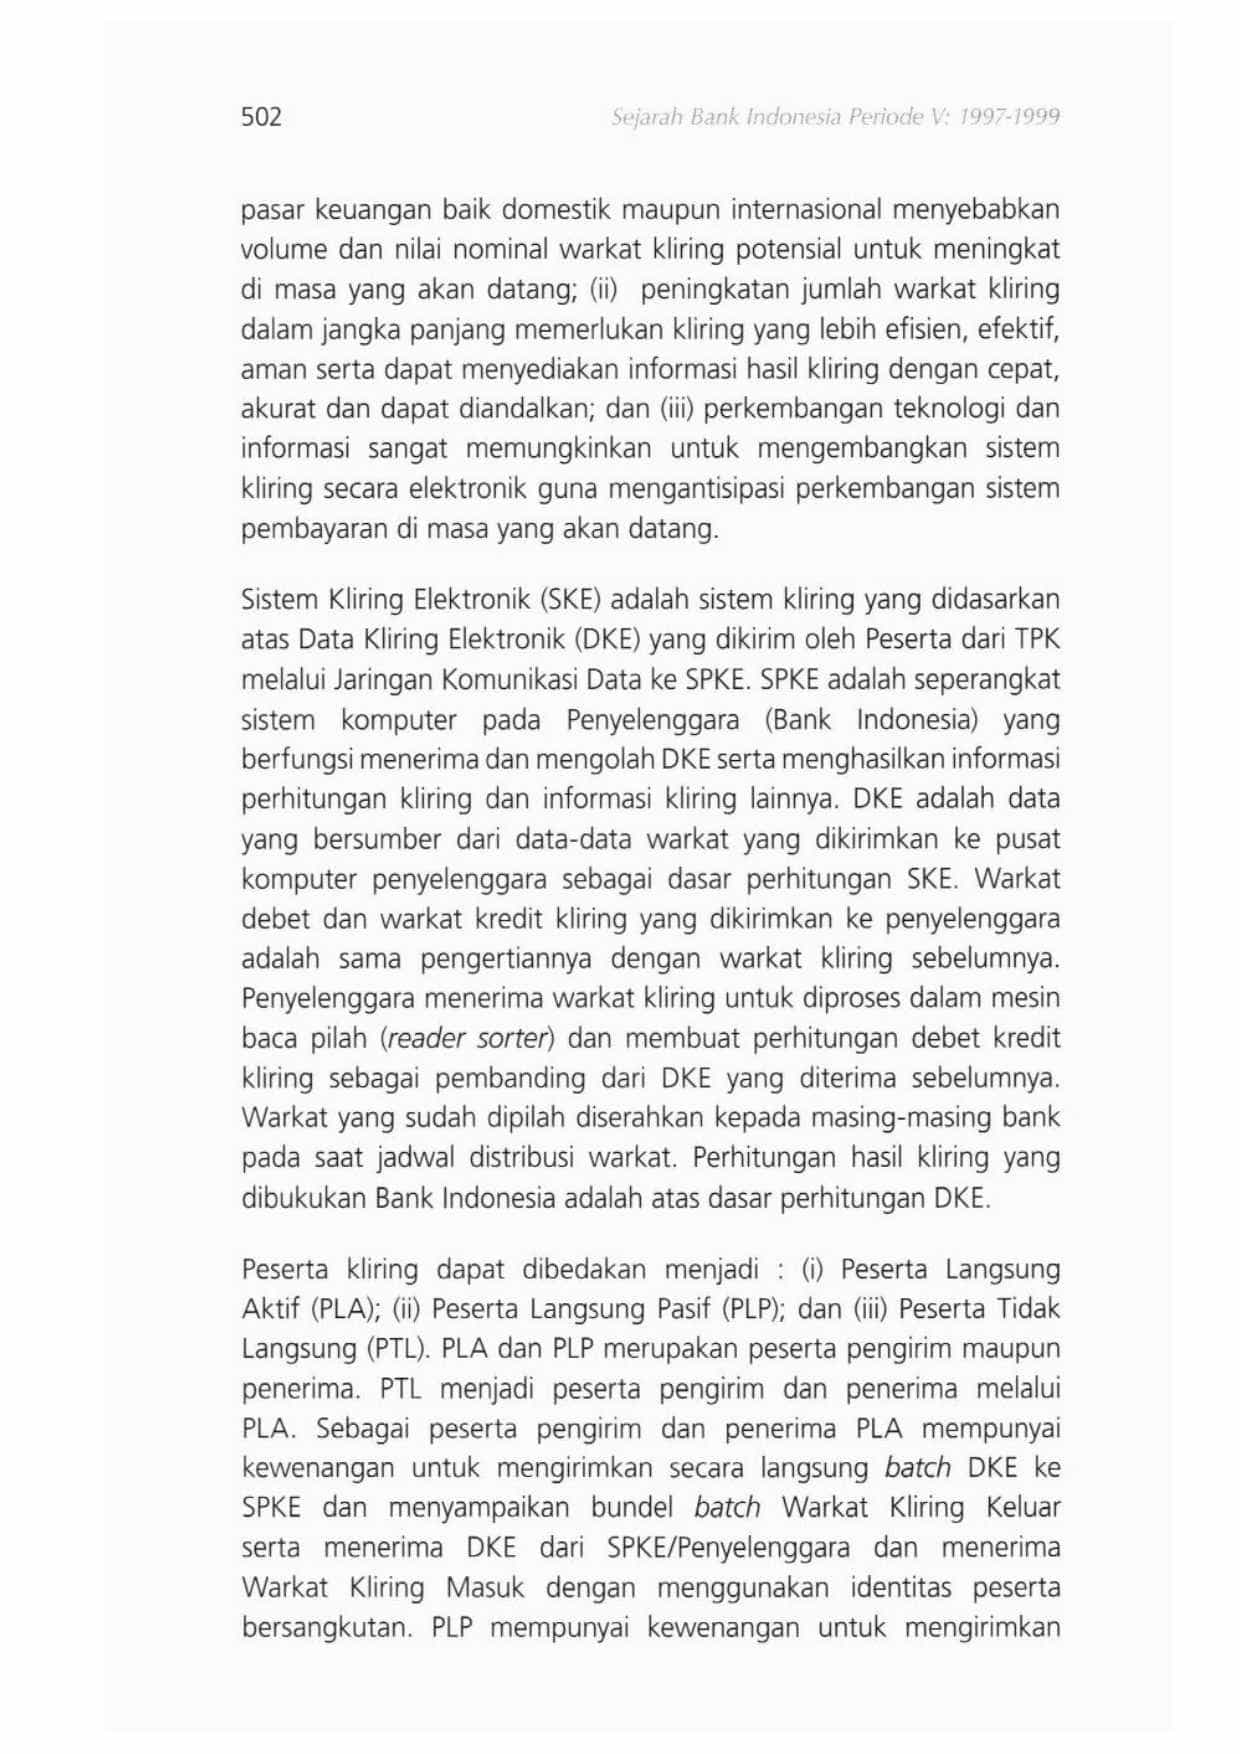 502
Sejarah Bank Indonesia Periode V: 1997-1999
pasar keuangan baik domestik maupun internasional menyebabkan
volume dan nilai nominal warkat kliring potensial untuk meningkat
di masa yang akan datang; (ii) peningkatan jumlah warkat kliring
dalam jangka panjang memerlukan kliring yang lebih efisien, efektif,
aman serta dapat menyediakan informasi hasil kliring dengan cepat,
akurat dan dapat diandalkan; dan (iii) perkembangan teknologi dan
informasi sangat memungkinkan untuk mengembangkan sistem
kliring secara elektronik guna mengantisipasi perkembangan sistem
pembayaran di masa yang akan datang.
Sistem Kliring Elektronik (SKE) adalah sistem kliring yang didasarkan
atas Data Kliring Elektronik (DKE) yang dikirim oleh Peserta dari TPK
melalui Jaringan Komunikasi Data ke SPKE. SPKE adalah seperangkat
sistem komputer pada Penyelenggara (Bank Indonesia) yang
berfungsi menerima dan mengolah DKE serta menghasilkan informasi
perhitungan kliring dan informasi kliring lainnya. DKE adalah data
yang bersumber dari data-data warkat yang dikirimkan ke pusat
komputer penyelenggara sebagai dasar perhitungan SKE. Warkat
debet dan warkat kredit kliring yang dikirimkan ke penyelenggara
adalah sama pengertiannya dengan warkat kliring sebelumnya.
Penyelenggara menerima warkat kliring untuk diproses dalam mesin
baca pilah (reader sorter) dan membuat perhitungan debet kredit
kliring sebagai pembanding dari DKE yang diterima sebelumnya.
Warkat yang sudah dipilah diserahkan kepada masing-masing bank
pada saat jadwal distribusi warkat. Perhitungan hasil kliring yang
dibukukan Bank Indonesia adalah atas dasar perhitungan DKE.
Peserta kliring dapat dibedakan menjadi : (i) Peserta Langsung
Aktif (PLA); (ii) Peserta Langsung Pasif (PLP); dan (iii) Peserta Tidak
Langsung (PTL). PLA dan PLP merupakan peserta pengirim maupun
penerima. PTL menjadi peserta pengirim dan penerima melalui
PLA. Sebagai peserta pengirim dan penerima PLA mempunyai
kewenangan untuk mengirimkan secara langsung batch DKE ke
SPKE dan menyampaikan bundel batch Warkat Kliring Keluar
serta menerima DKE dari SPKE/Penyelenggara dan menerima
Warkat Kliring Masuk dengan menggunakan identitas peserta
bersangkutan. PLP mempunyai kewenangan untuk mengirimkan